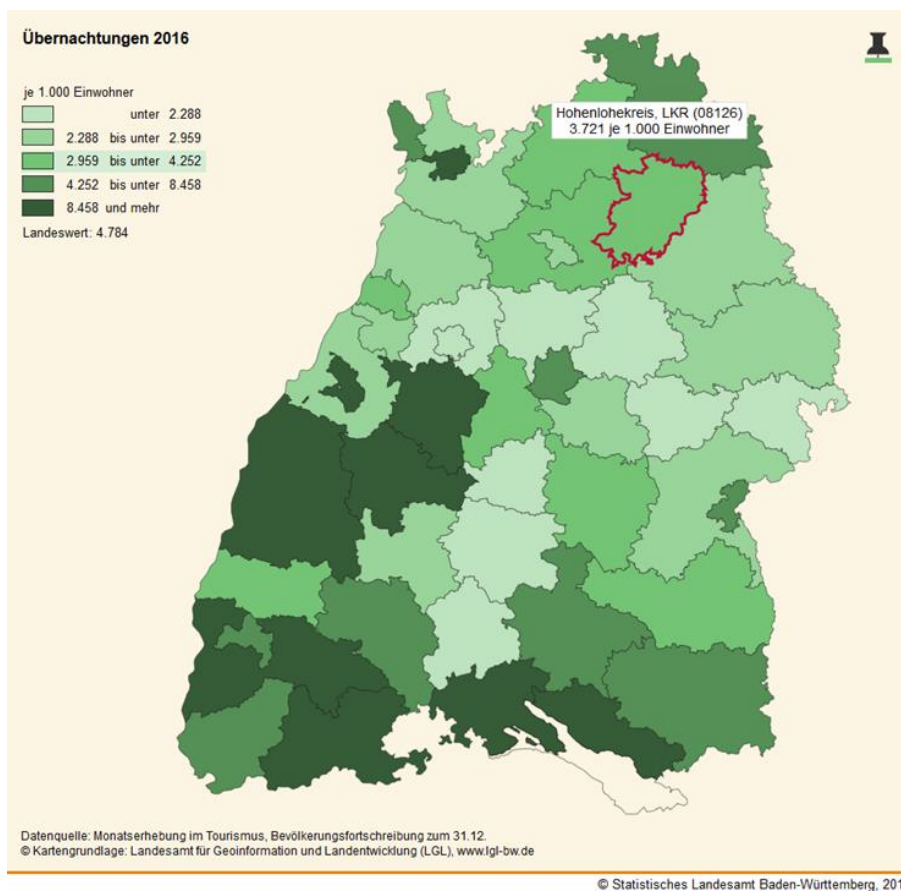 Übernachtungen 2016
je 1.000 Einwohner
unter 2.288
2.288 bis unter 2.959
2.959 bis unter 4.252
4.252 bis unter 8.458
8.458 und mehr
Landeswert: 4.784
Hohenlohekreis, LKR (08126)
3.721 je 1.000 Einwohner
Datenquelle: Monatserhebung im Tourismus, Bevölkerungsfortschreibung zum 31.12.
© Kartengrundlage: Landesamt für Geoinformation und Landentwicklung (LGL), www.lgl-bw.de
© Statistisches Landesamt Baden-Württemberg, 201